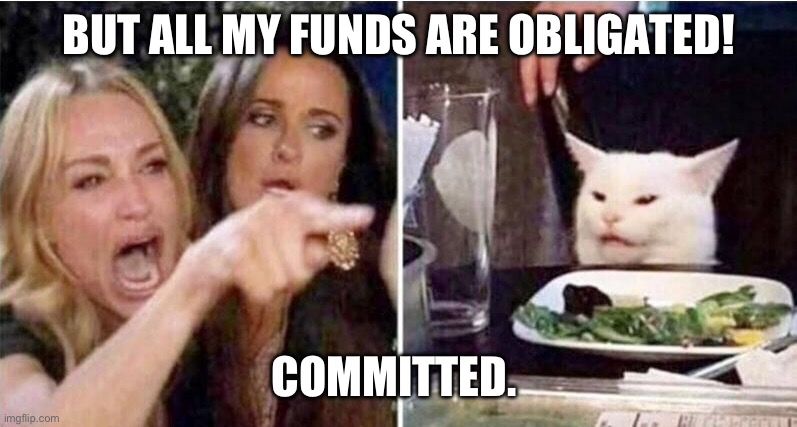 BUT ALL MY FUNDS ARE OBLIGATED!
COMMITTED.
imgflip.com